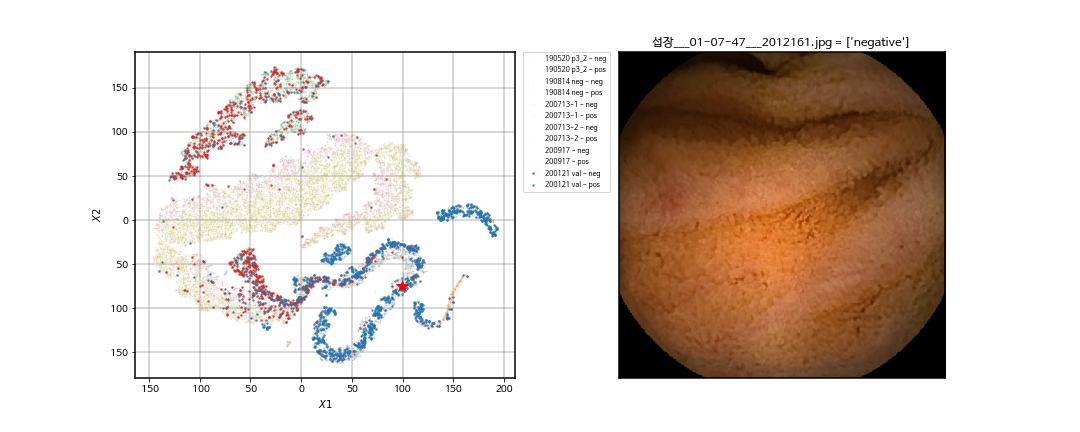 섭장___01-07-47___2012161.jpg = ['negative']
190520 p3_2 - neg
190520 p3_2 - pos
190814 neg - neg
190814 neg - pos
200713-1 - neg
200713-1 - pos
200713-2 - neg
200713-2 - pos
200917 - neg
200917 - pos
200121 val - neg
200121 val - pos
150
100
50
0
50
100
150
X2
150 100 50 0 50 100 150 200
X1